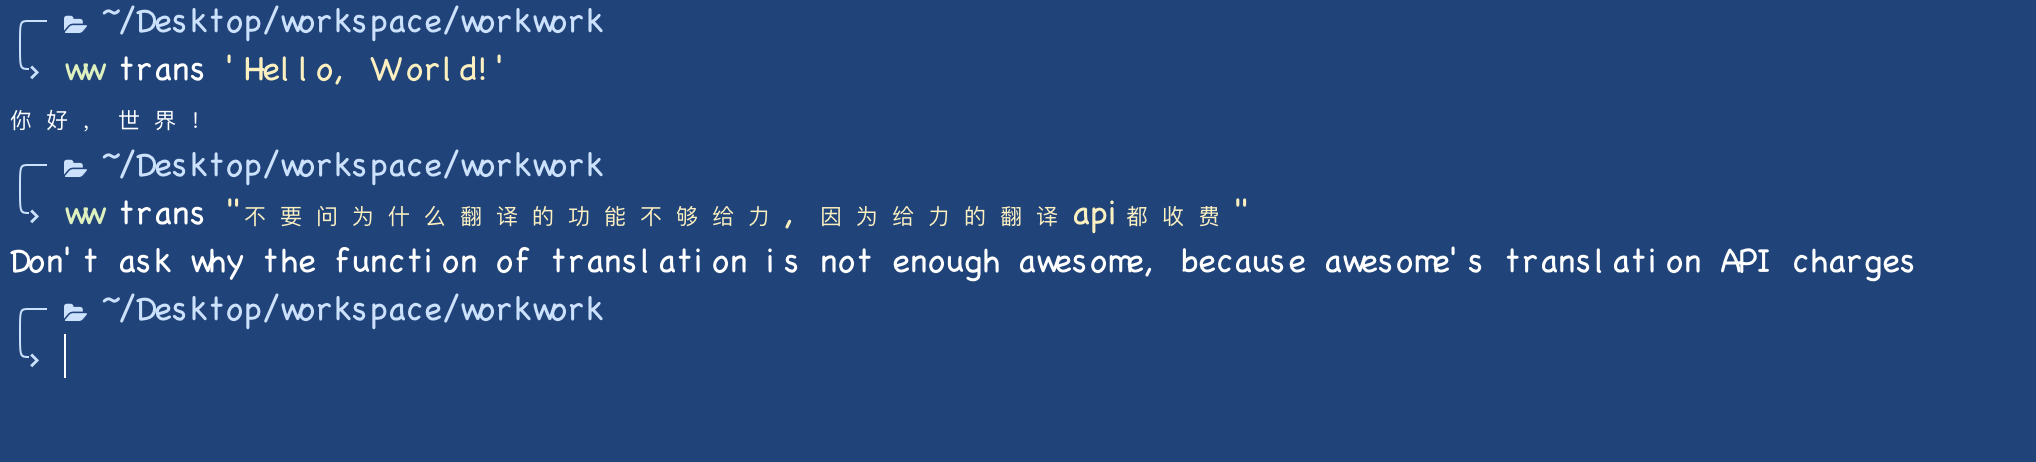 ~/Desktop/workspace/workwork
ww trans 'Hello, World!'
你好，世界！
~/Desktop/workspace/workwork
ww trans "不要问为什么翻译的功能不够给力，因为给力的翻译api都收费"
Don't ask why the function of translation is not enough awesome, because awesome's translation API charges
~/Desktop/workspace/workwork